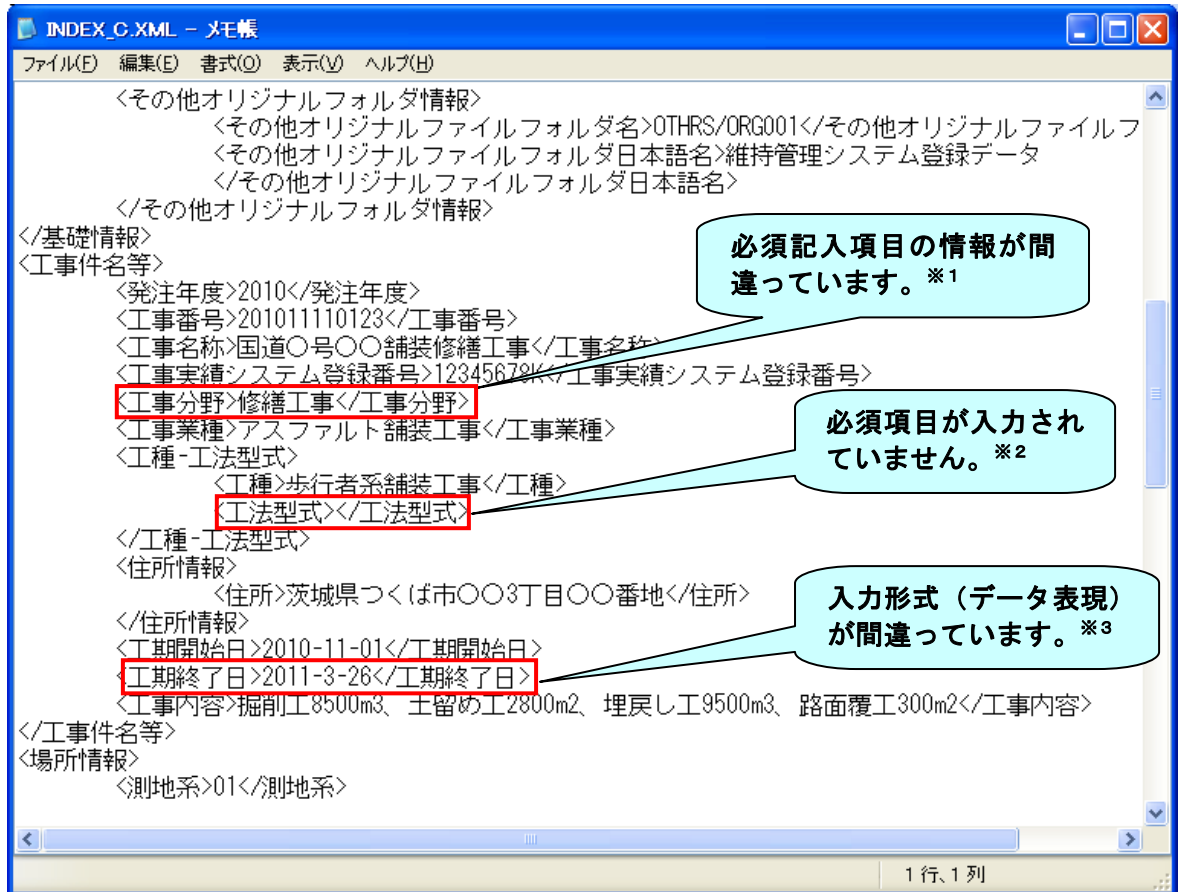 INDEX_C.XML - メモ帳
ファイル(F) 編集(E) 書式(O) 表示(V) ヘルプ(H)
<その他オリジナルフォルダ情報>
<その他オリジナルファイルフォルダ名>OTHRS/ORG001</その他オリジナルファイルフ
<その他オリジナルファイルフォルダ日本語名>維持管理システム登録データ
</その他オリジナルファイルフォルダ日本語名>
</その他オリジナルフォルダ情報>
</基礎情報>
<工事件名等>
<発注年度>2010</発注年度>
<工事番号>201011110123</工事番号>
<工事名称>国道〇号〇〇舗装修繕工事</工事名称>
<工事実績システム登録番号>12345678K</工事実績システム登録番号>
<工事分野>修繕工事</工事分野>
<工事業種>アスファルト舗装工事</工事業種>
<工種-工法型式>
<工種>歩行者系舗装工事</工種>
<工法型式></工法型式>
</工種-工法型式>
<住所情報>
<住所>茨城県つくば市〇〇3丁目〇〇番地</住所>
</住所情報>
<工期開始日>2010-11-01</工期開始日>
<工期終了日>2011-3-26</工期終了日>
<工事内容>掘削工8500m3、土留め工2800m2、埋戻し工9500m3、路面覆工300m2</工事内容>
</工事件名等>
<場所情報>
<測地系>01</測地系>
必須記入項目の情報が間
違っています。※1
必須項目が入力され
ていません。※2
入力形式（データ表現）
が間違っています。※3
1行、1列